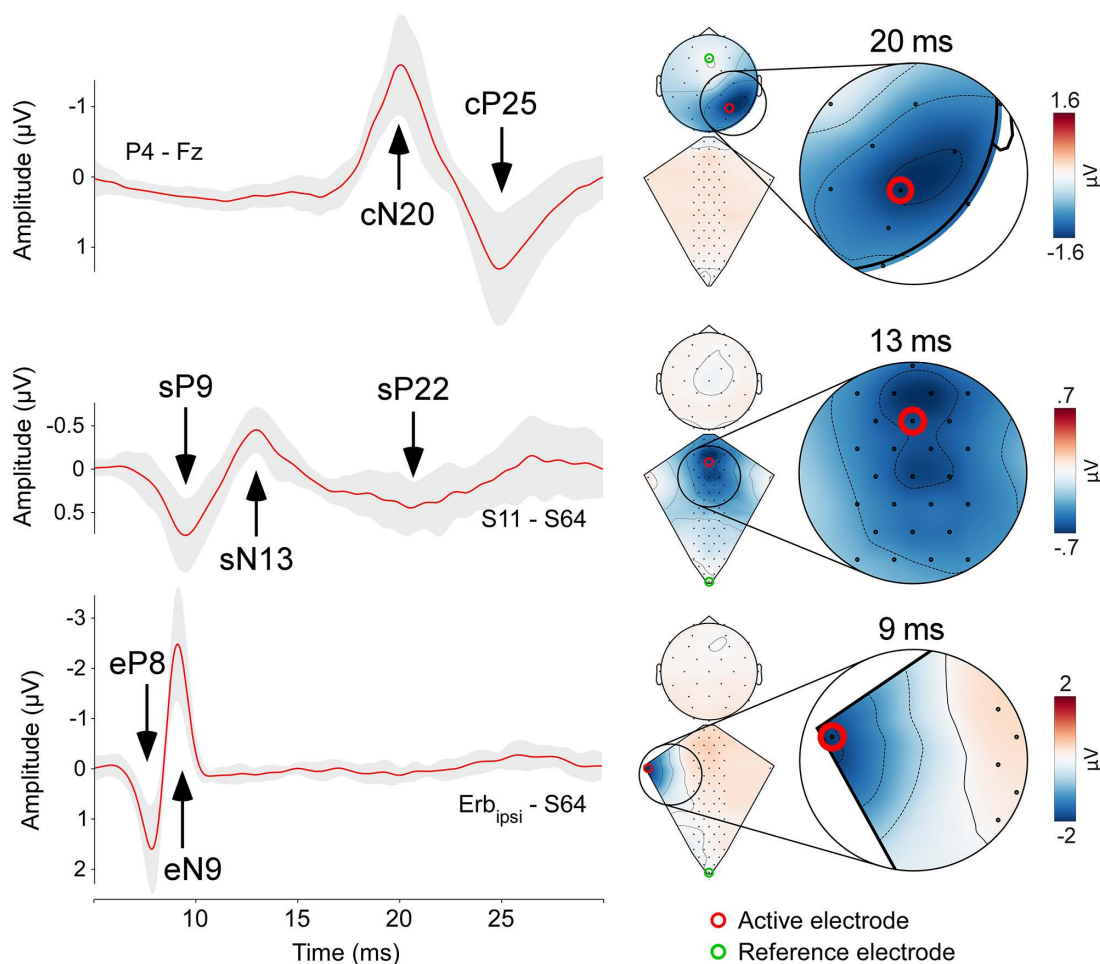 Amplitude (µV)
-1
0
1
P4 - Fz
cN20
cP25
20 ms
1.6
µV
-1.6
Amplitude (µV)
-0.5
0
0.5
sP9
sN13
sP22
S11 - S64
13 ms
.7
µV
-.7
Amplitude (µV)
-3
-2
-1
0
1
2
eP8
eN9
Erbipsi - S64
9 ms
2
µV
-2
10 15 20 25
Time (ms)
Active electrode
Reference electrode